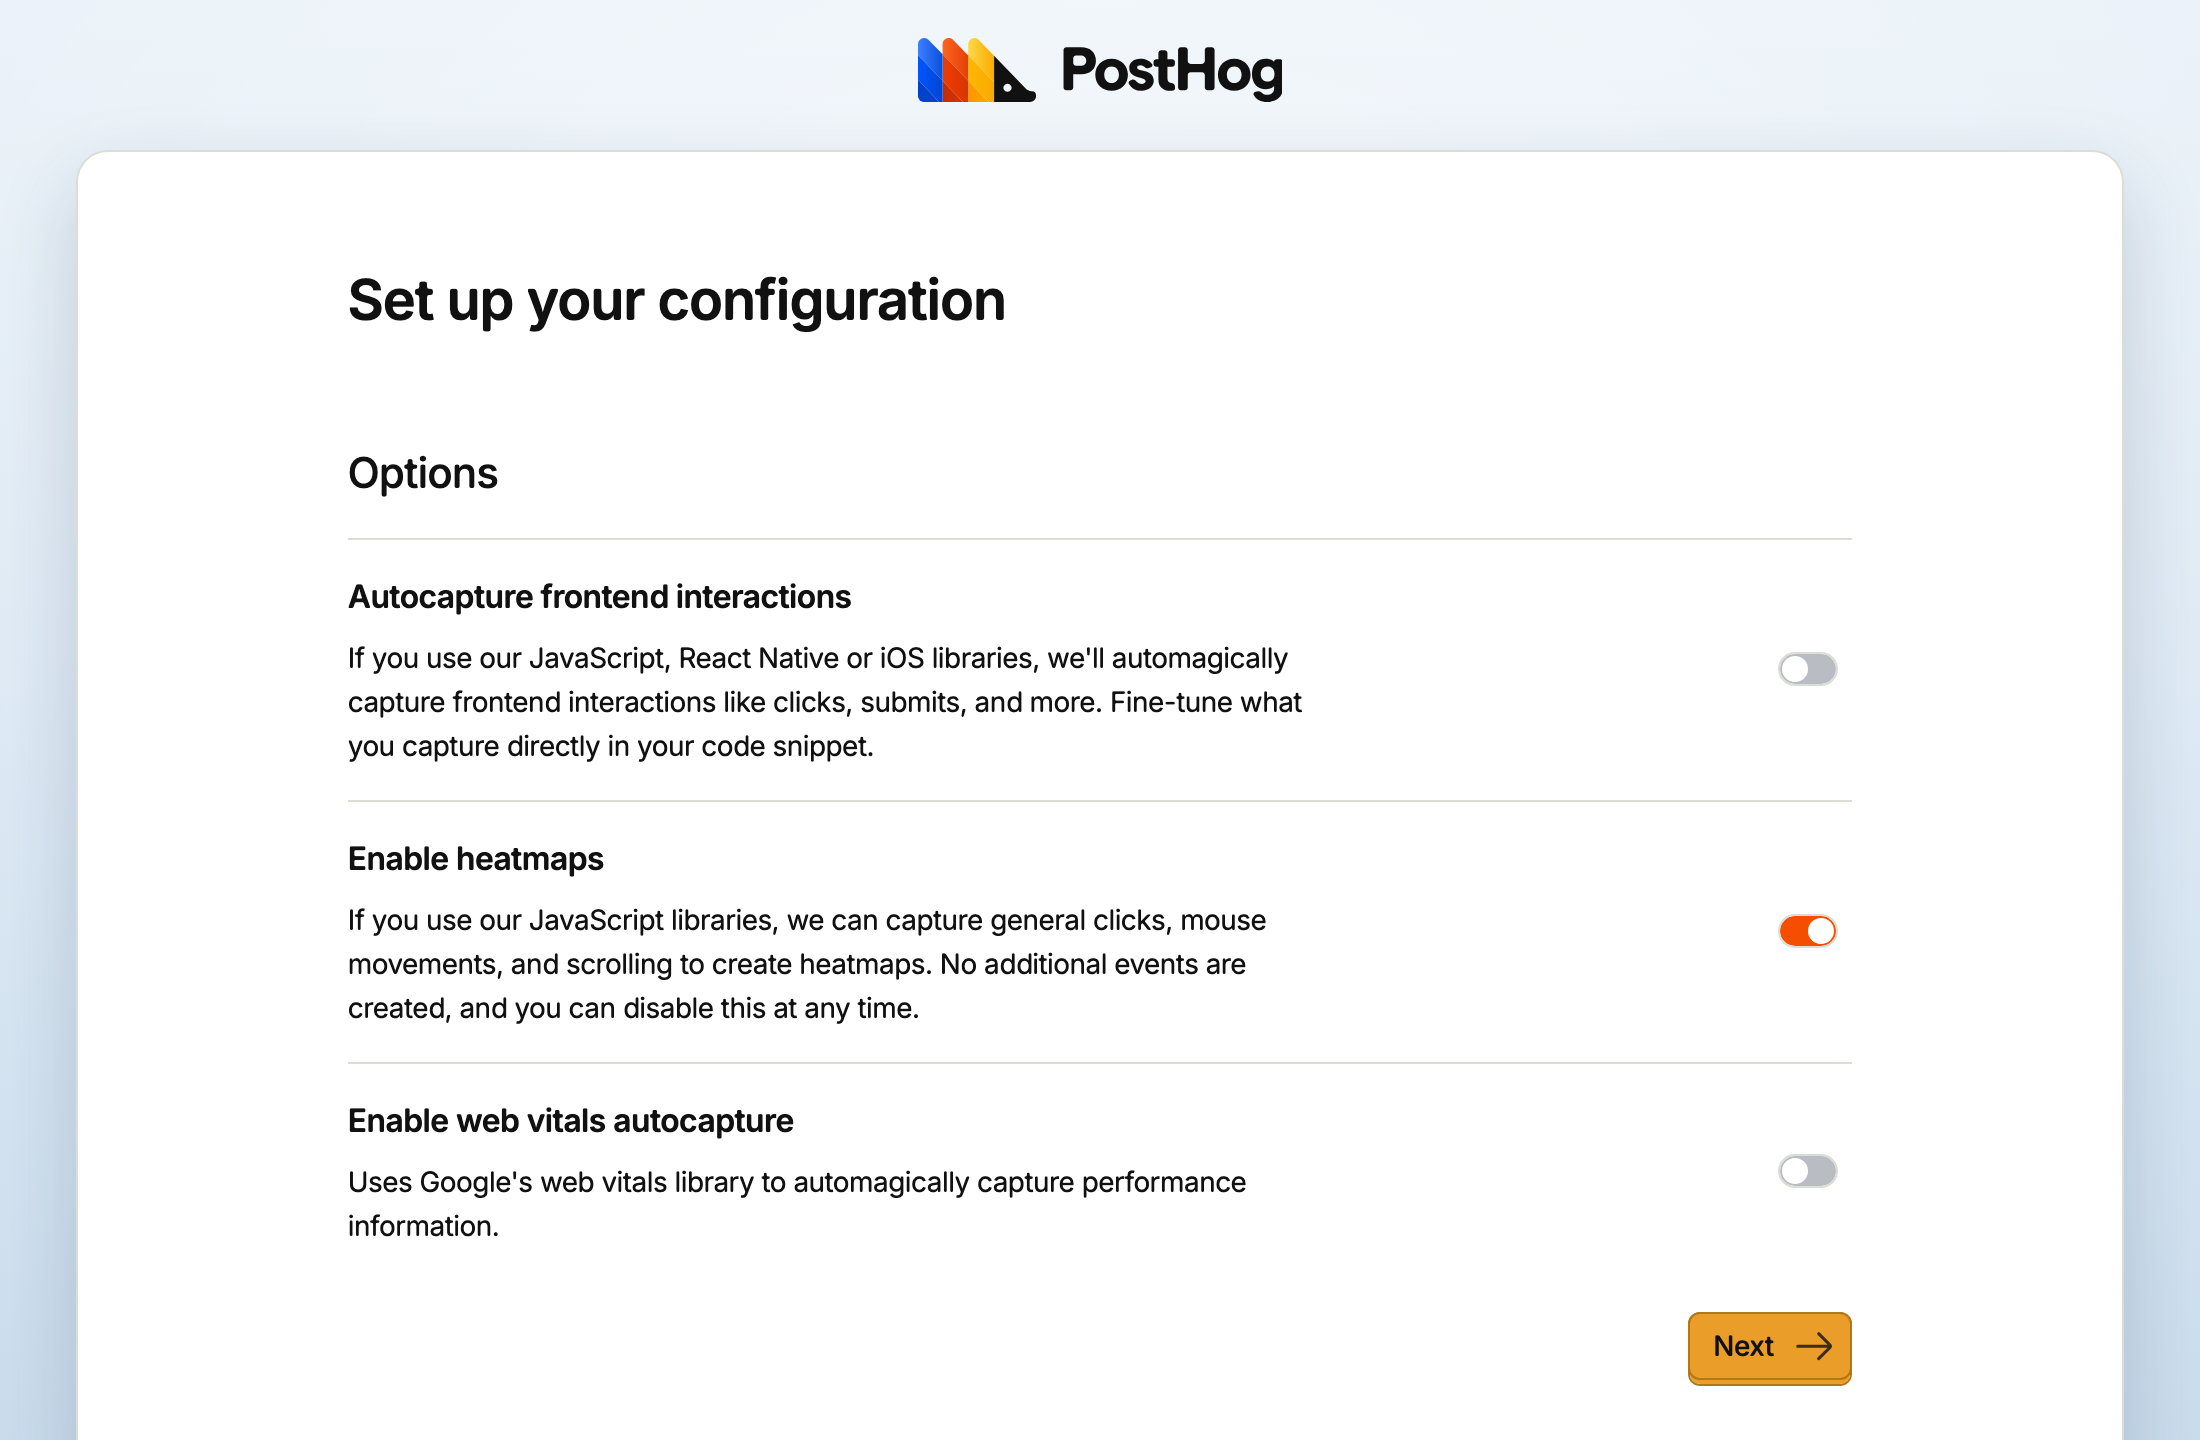 PostHog
Set up your configuration
Options
Autocapture frontend interactions
If you use our JavaScript, React Native or iOS libraries, we'll automagically
capture frontend interactions like clicks, submits, and more. Fine-tune what
you capture directly in your code snippet.
Enable heatmaps
If you use our JavaScript libraries, we can capture general clicks, mouse
movements, and scrolling to create heatmaps. No additional events are
created, and you can disable this at any time.
Enable web vitals autocapture
Uses Google's web vitals library to automagically capture performance
information.
Next